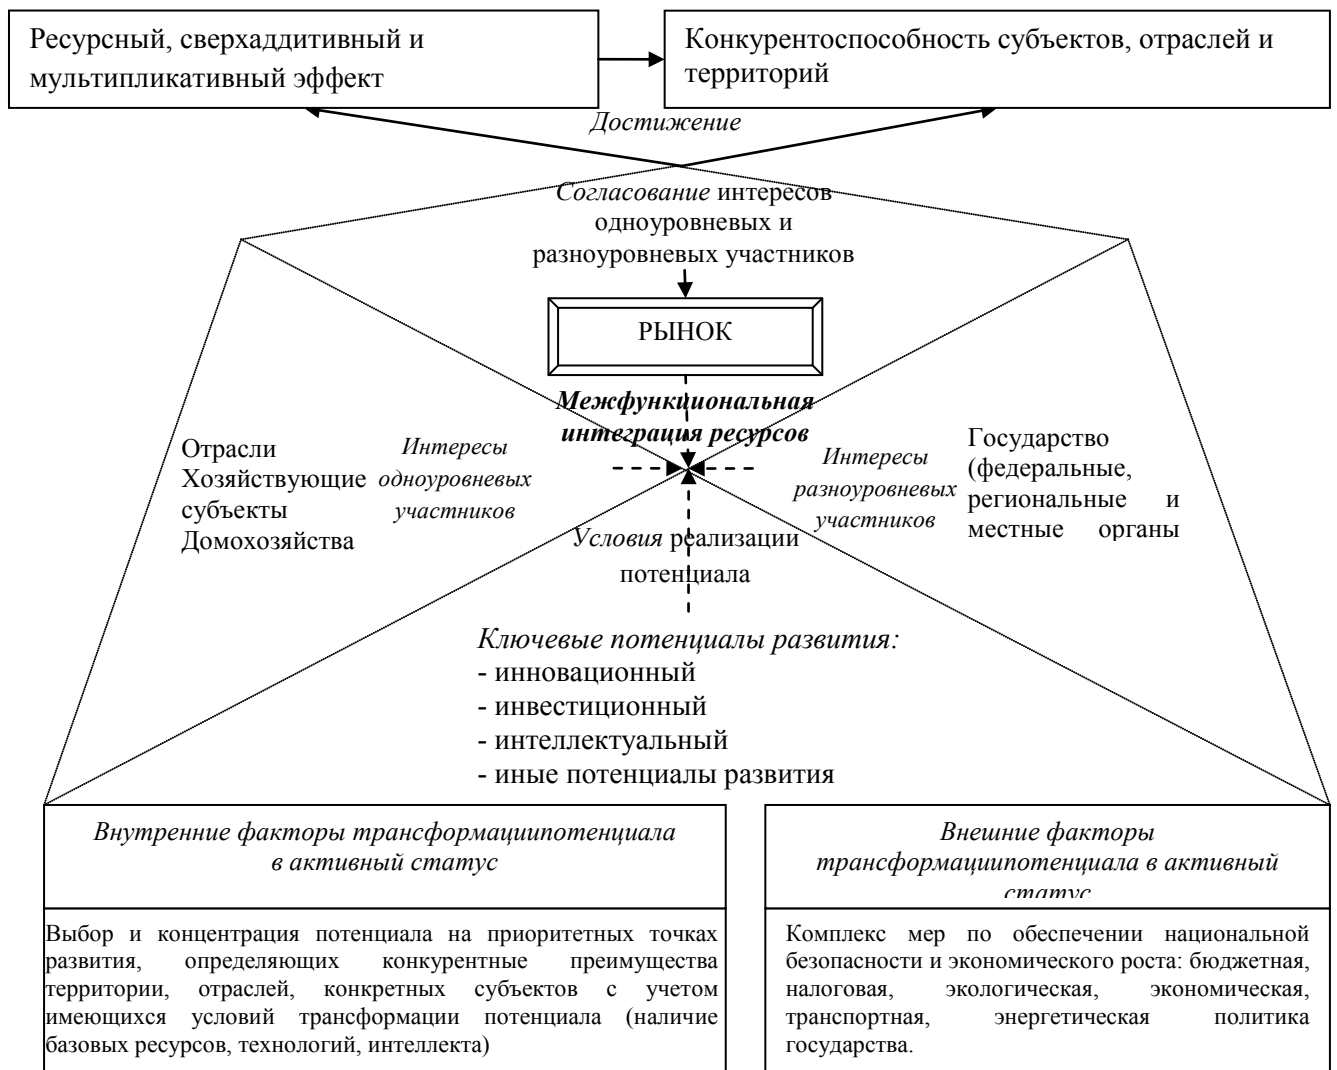 Ресурсный, сверхаддитивный и
мультипликативный эффект
Конкурентоспособность субъектов, отраслей и
территорий
Достижение
Согласование интересов
одноуровневых и
разноуровневых участников
РЫНОК
Межфункциональная
интеграция ресурсов
Отрасли
Хозяйствующие
субъекты
Домохозяйства
Интересы
одноуровневых
участников
Интересы
разноуровневых
участников
Государство
(федеральные,
региональные и
местные органы
Условия реализации
потенциала
Ключевые потенциалы развития:
- инновационный
- инвестиционный
- интеллектуальный
- иные потенциалы развития
Внутренние факторы трансформациипотенциала
в активный статус
Внешние факторы
трансформациипотенциала в активный
статус
Выбор и концентрация потенциала на приоритетных точках
развития, определяющих конкурентные преимущества
территории, отраслей, конкретных субъектов с учетом
имеющихся условий трансформации потенциала (наличие
базовых ресурсов, технологий, интеллекта)
Комплекс мер по обеспечении национальной
безопасности и экономического роста: бюджетная,
налоговая, экологическая, экономическая,
транспортная, энергетическая политика
государства.